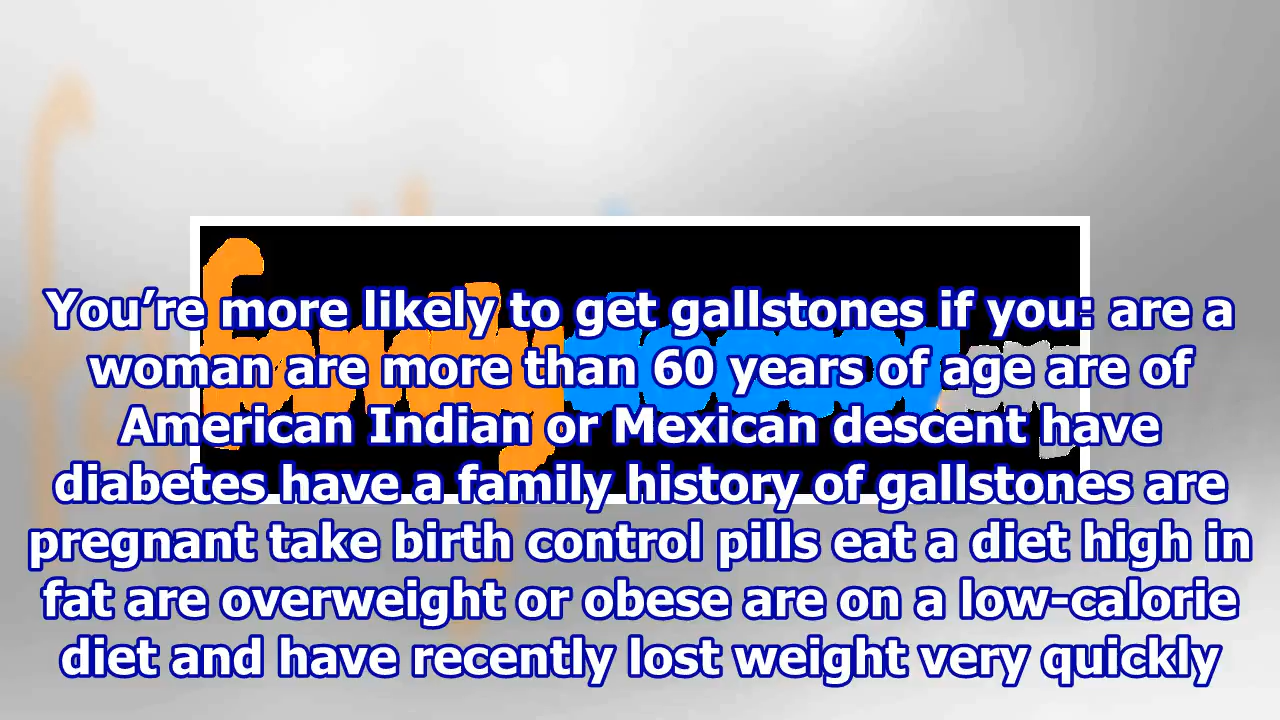 You’re more likely to get gallstones if you: are a
woman are more than 60 years of age are of
American Indian or Mexican descent have
diabetes have a family history of gallstones are
pregnant take birth control pills eat a diet high in
fat are overweight or obese are on a low-calorie
diet and have recently lost weight very quickly